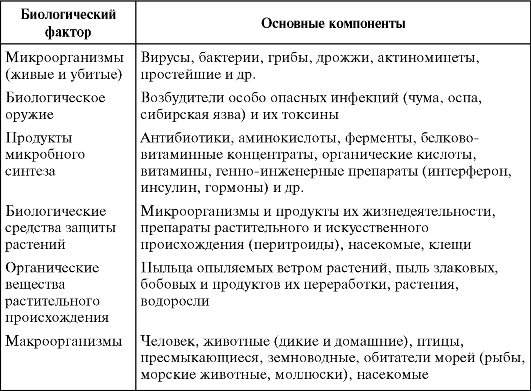 Биологический фактор Основные компоненты
Микроорганизмы Вирусы, бактерии, грибы, дрожжи, актиномицеты,
(живые и убитые) простейшие и др.
Биологическое Возбудители особо опасных инфекций (чума, оспа,
оружие сибирская язва) и их токсины
Продукты Антибиотики, аминокислоты, ферменты, белково-
микробного витаминные концентраты, органические кислоты,
синтеза витамины, генно-инженерные препараты (интерферон,
инсулин, гормоны) и др.
Биологические Микроорганизмы и продукты их жизнедеятельности,
средства защиты препараты растительного и искусственного
растений происхождения (перитроиды), насекомые, клещи
Органические Пыльца опыляемых ветром растений, пыль злаковых,
вещества бобовых и продуктов их переработки, растения,
растительного водоросли
происхождения
Макроорганизмы Человек, животные (дикие и домашние), птицы,
пресмыкающиеся, земноводные, обитатели морей (рыбы,
морские животные, моллюски), насекомые